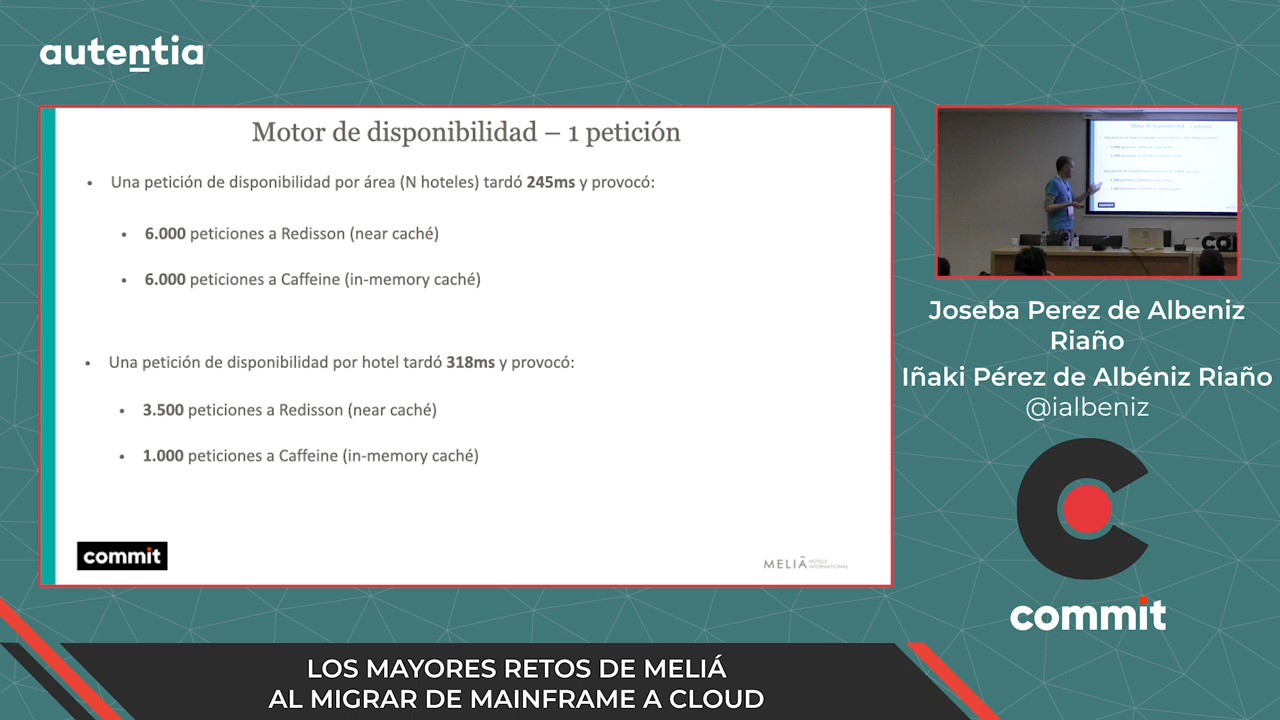 autentia
Motor de disponibilidad – 1 petición
• Una petición de disponibilidad por área (N hoteles) tardó 245ms y provocó:
• 6.000 peticiones a Redisson (near caché)
• 6.000 peticiones a Caffeine (in-memory caché)
• Una petición de disponibilidad por hotel tardó 318ms y provocó:
• 3.500 peticiones a Redisson (near caché)
• 1.000 peticiones a Caffeine (in-memory caché)
commit
MELIÃ HOTELS
INTERNATIONAL
Joseba Perez de Albeniz
Riaño
Iñaki Pérez de Albéniz Riaño
@ialbeniz
commit
LOS MAYORES RETOS DE MELIÁ
AL MIGRAR DE MAINFRAME A CLOUD